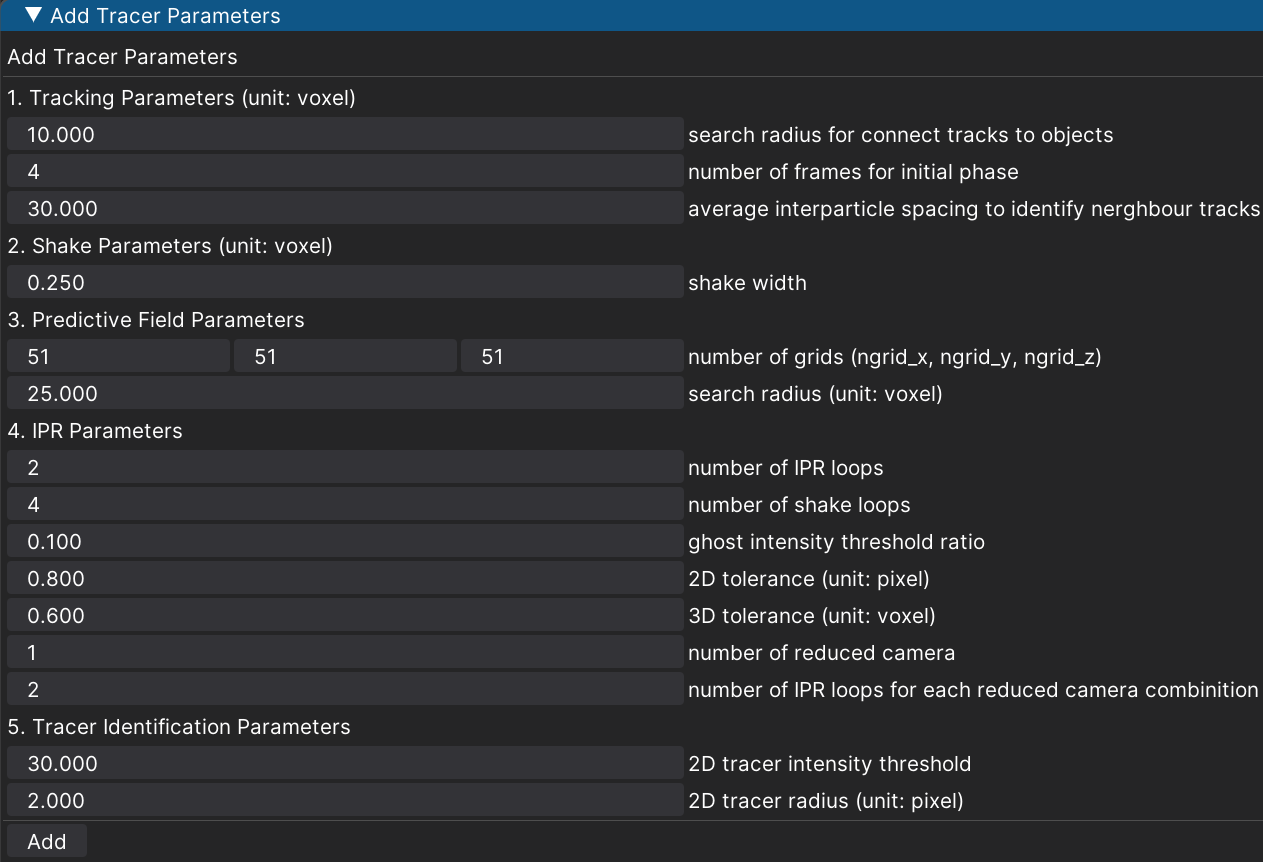 Add Tracer Parameters
Add Tracer Parameters
1. Tracking Parameters (unit: voxel)
10.000 search radius for connect tracks to objects
4 number of frames for initial phase
30.000 average interparticle spacing to identify nerghbour tracks
2. Shake Parameters (unit: voxel)
0.250 shake width
3. Predictive Field Parameters
51 51 51 number of grids (ngrid_x, ngrid_y, ngrid_z)
25.000 search radius (unit: voxel)
4. IPR Parameters
2 number of IPR loops
4 number of shake loops
0.100 ghost intensity threshold ratio
0.800 2D tolerance (unit: pixel)
0.600 3D tolerance (unit: voxel)
1 number of reduced camera
2 number of IPR loops for each reduced camera combinition
5. Tracer Identification Parameters
30.000 2D tracer intensity threshold
2.000 2D tracer radius (unit: pixel)
Add